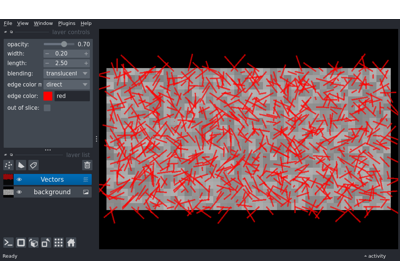 File View Window Plugins Help
layer controls
opacity: 0.70
width: 0.20
length: 2.50
blending: translucent
edge color m direct
edge color: red
out of slice:
layer list
Vectors
background
Ready activity